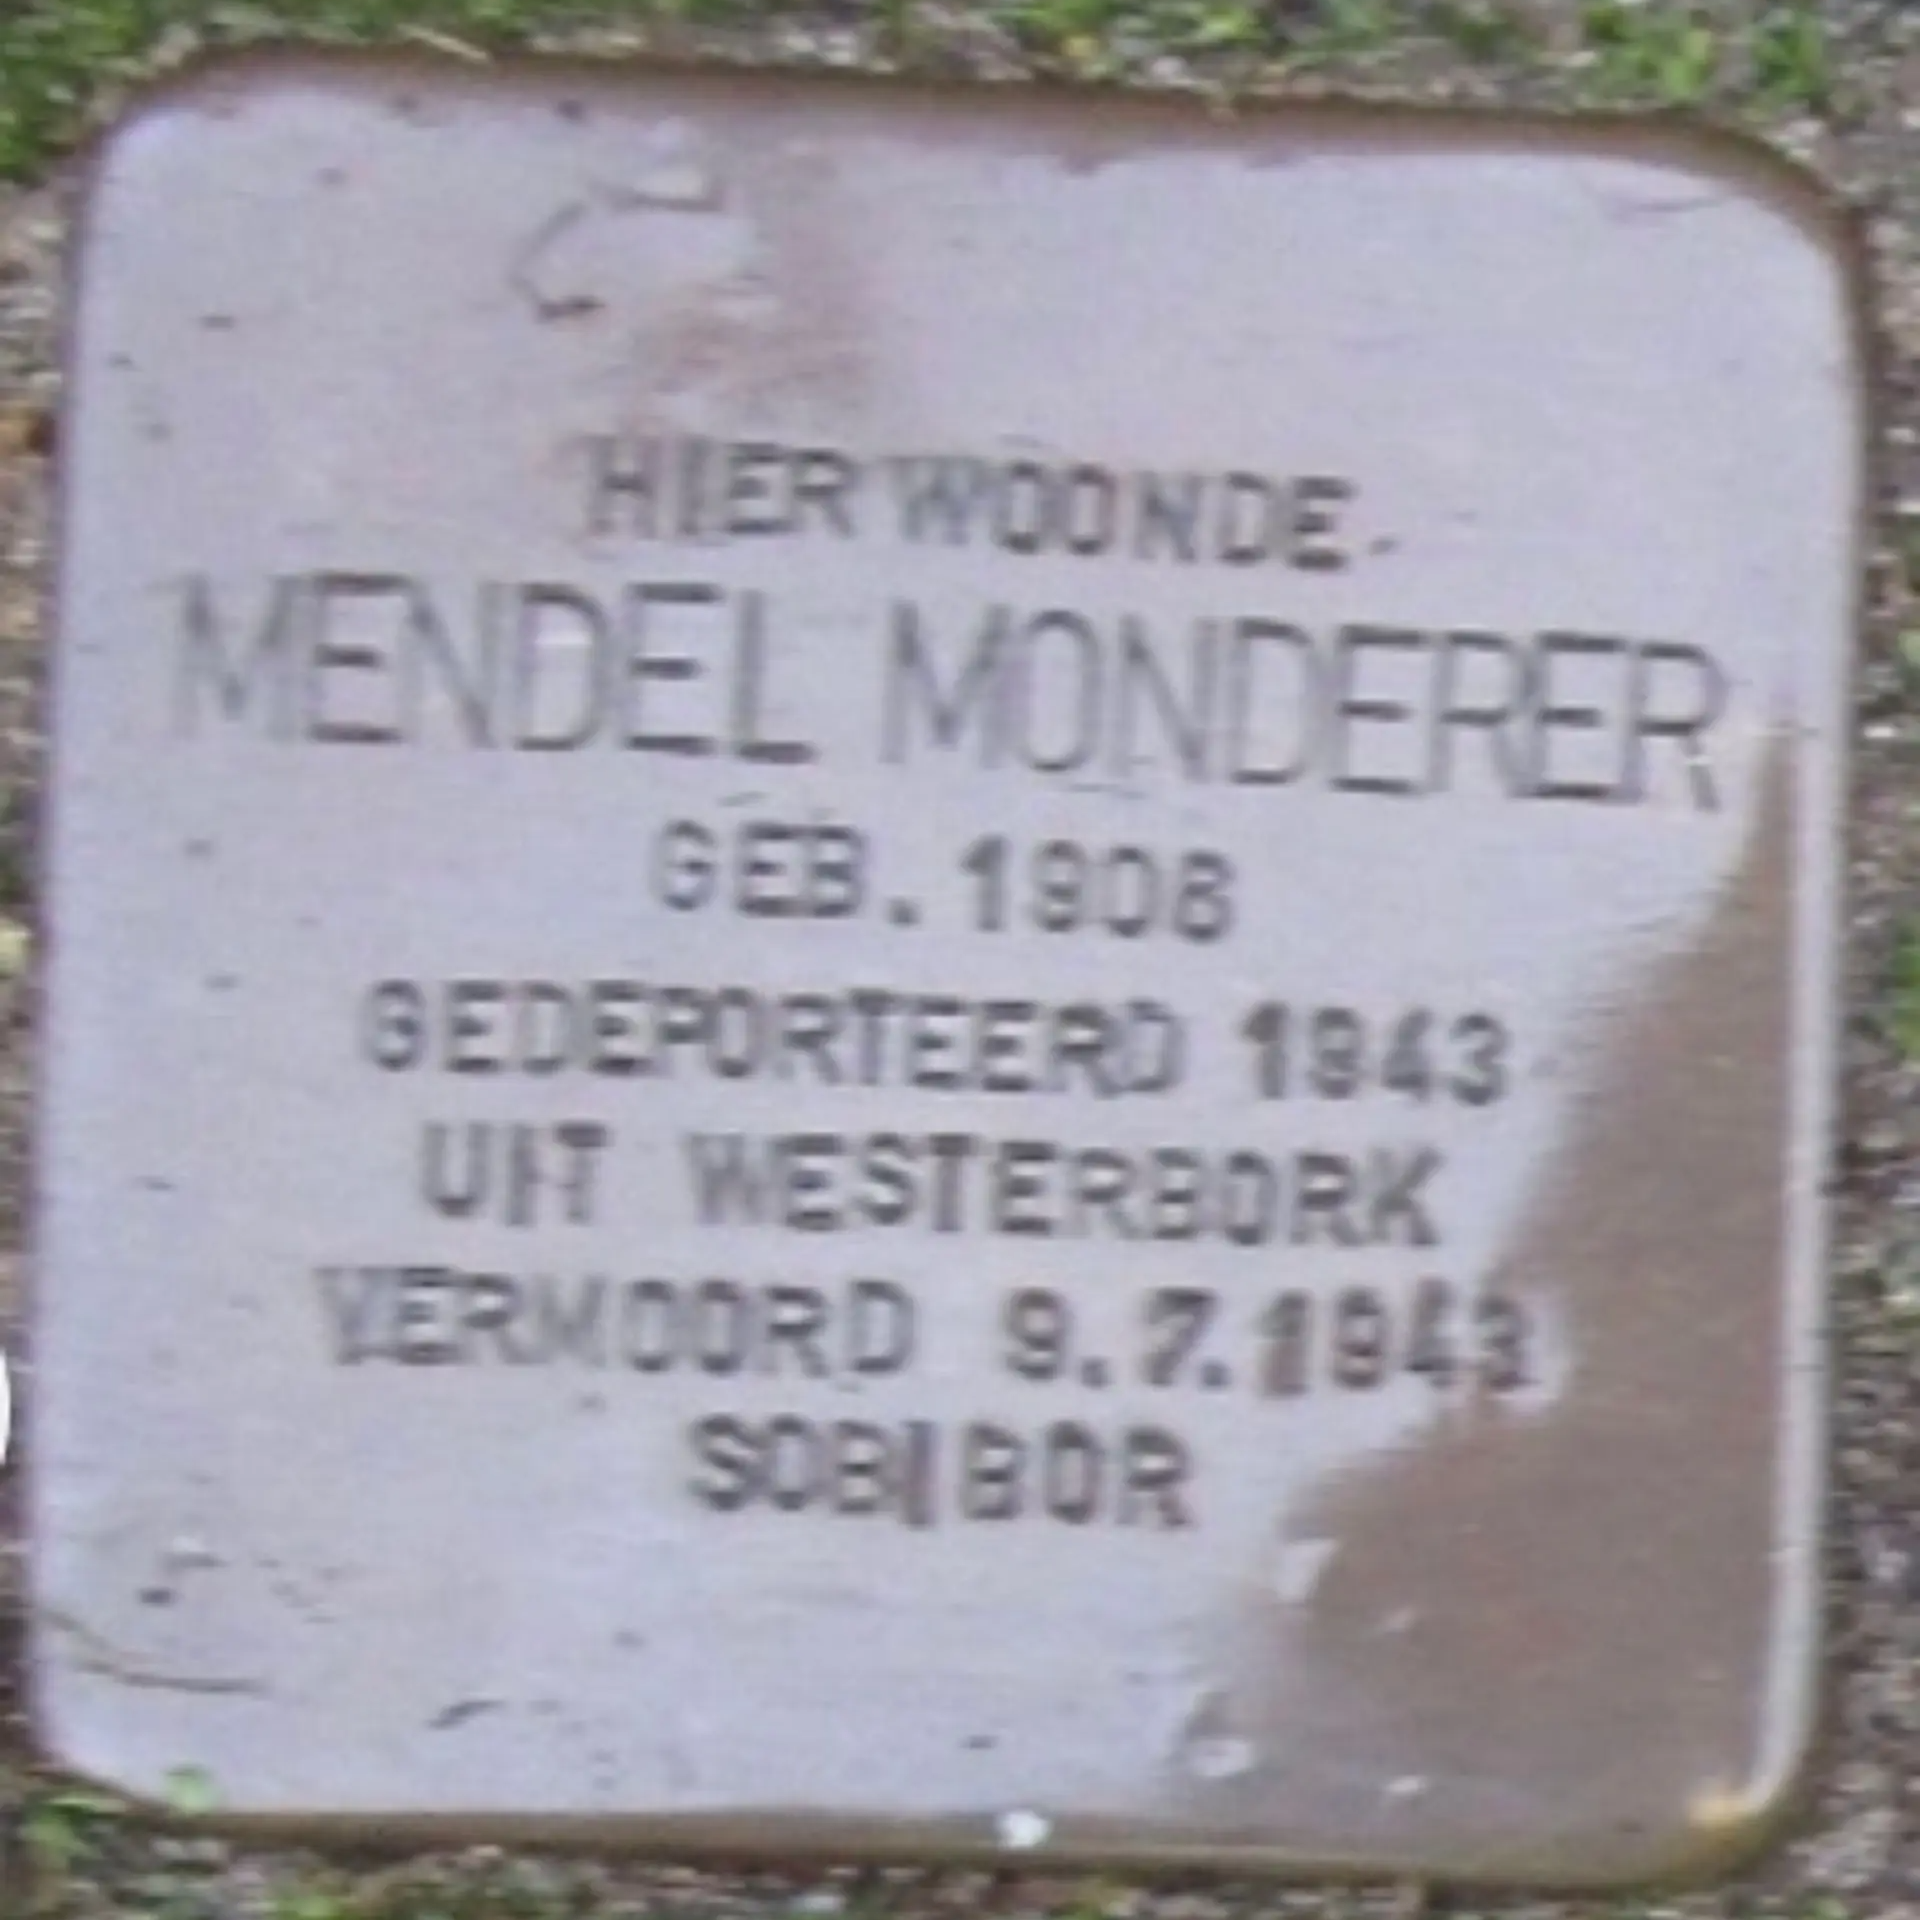 HIER WOONDE
MENDEL MONDERER
GEB. 1908
GEDEPORTEERD 1943
UIT WESTERBORK
VERMOORD 9.7.1943
SOBIBOR